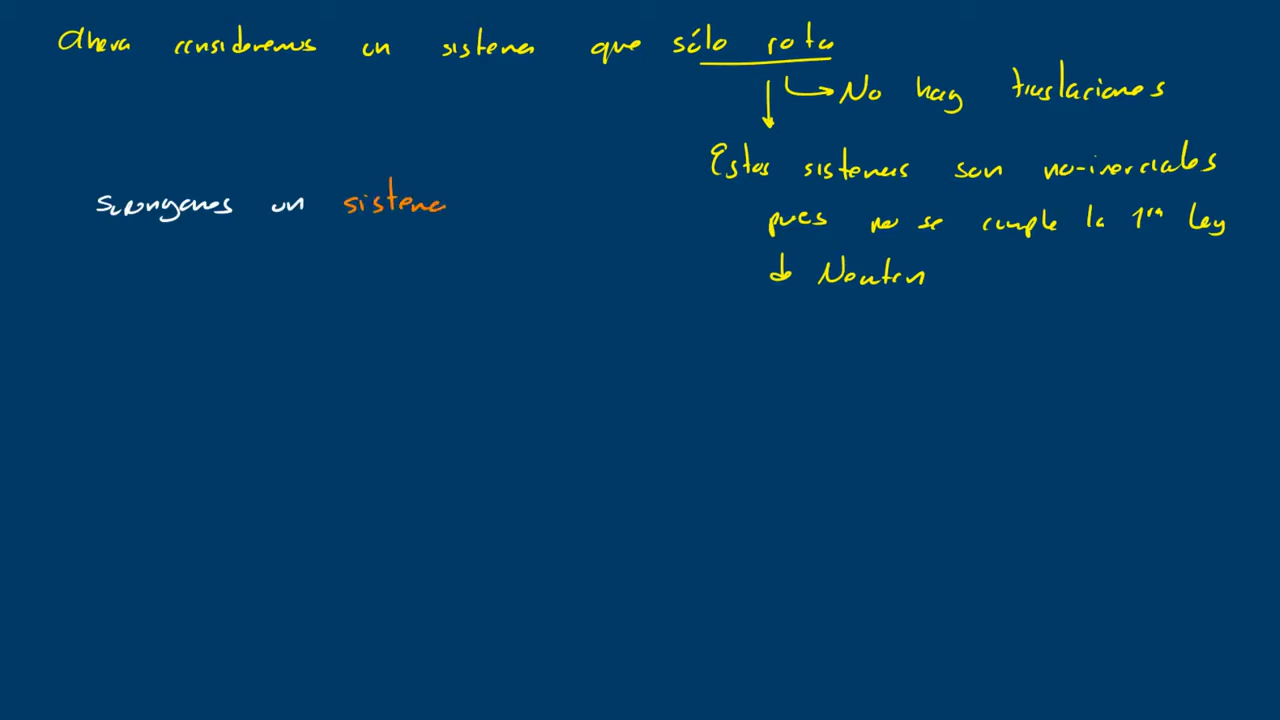 Ahora consideremos un sistema que sólo rota
No hay traslaciones
Estos sistemas son no-inerciales
pues no se cumple la 1ra Ley
de Newton
supongamos un sistema